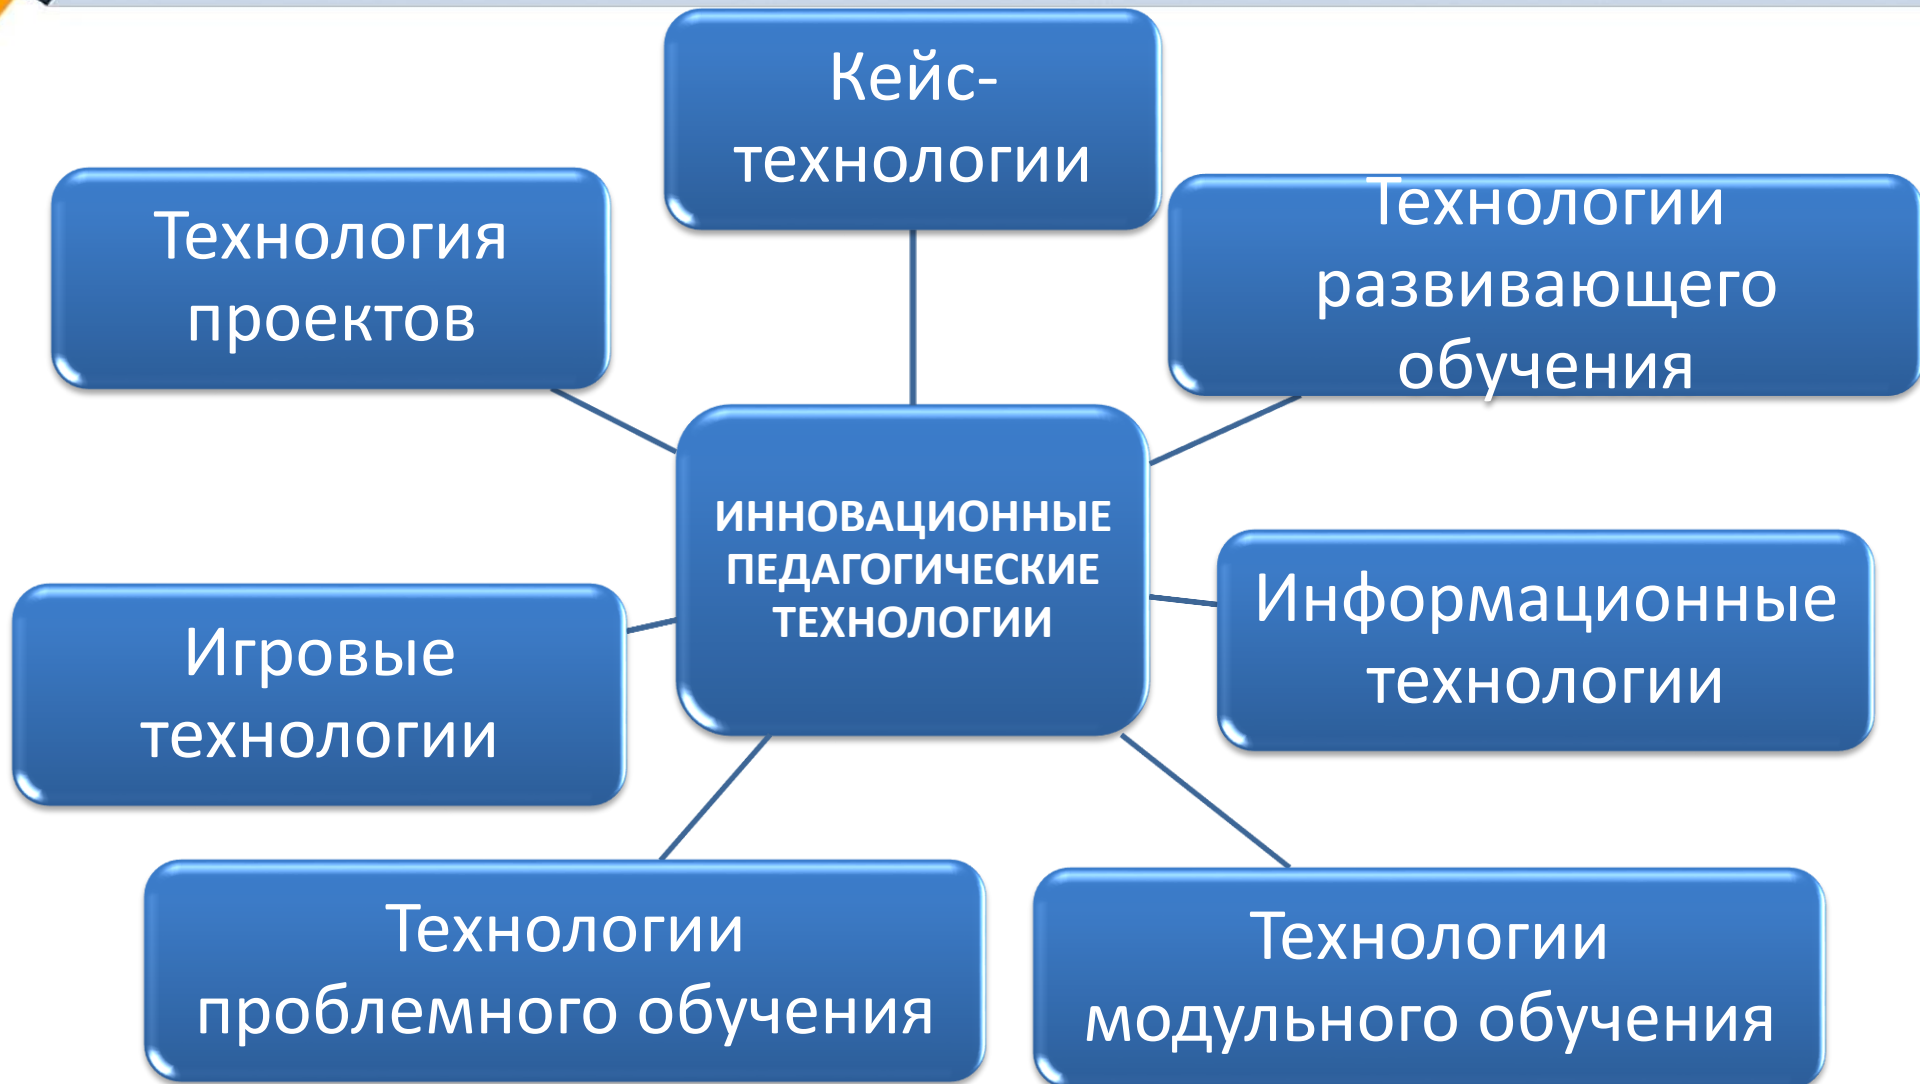 Кейс-
технологии
Технология
проектов
Технологии
развивающего
обучения
ИННОВАЦИОННЫЕ
ПЕДАГОГИЧЕСКИЕ
ТЕХНОЛОГИИ
Информационные
технологии
Игровые
технологии
Технологии
проблемного обучения
Технологии
модульного обучения